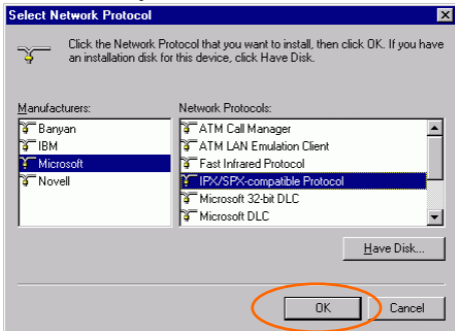 Select Network Protocol
Click the Network Protocol that you want to install, then click OK. If you have
an installation disk for this device, click Have Disk.
Manufacturers:
Banyan
IBM
Microsoft
Novell
Network Protocols:
ATM Call Manager
ATM LAN Emulation Client
Fast Infrared Protocol
IPX/SPX-compatible Protocol
Microsoft 32-bit DLC
Microsoft DLC
Have Disk...
OK
Cancel